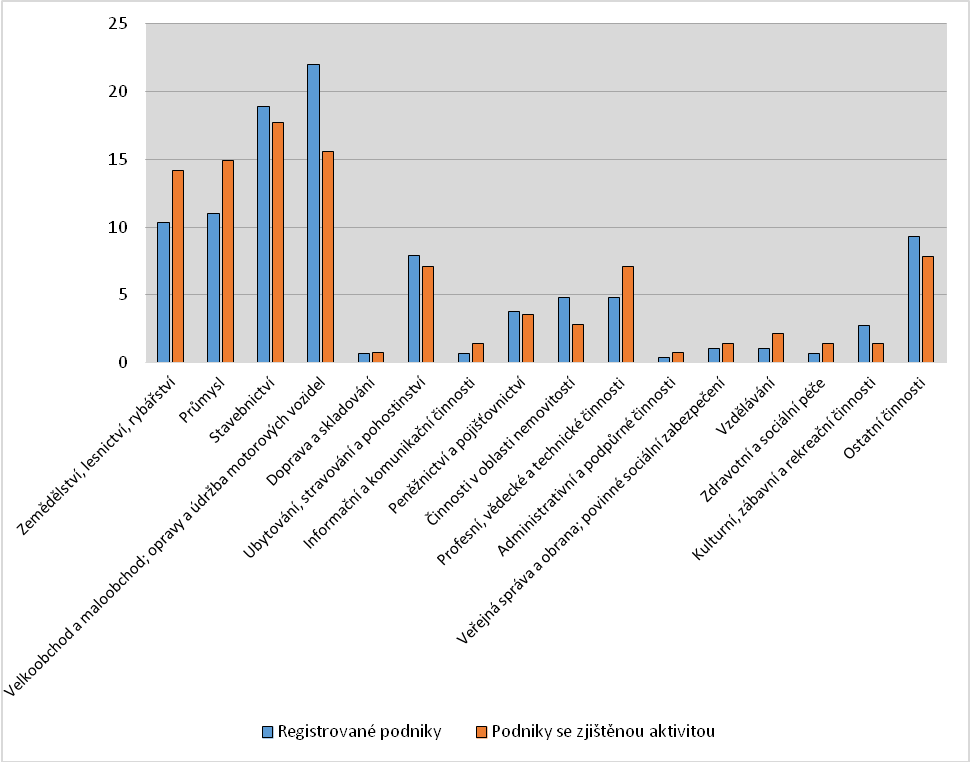 25
20
15
10
5
0
Zemědělství, lesnictví, rybářství
Průmysl
Stavebnictví
Velkoobchod a maloobchod; opravy a údržba motorových vozidel
Doprava a skladování
Ubytování, stravování a pohostinství
Informační a komunikační činnosti
Peněžnictví a pojišťovnictví
Činnosti v oblasti nemovitostí
Profesní, vědecké a technické činnosti
Administrativní a podpůrné činnosti
Veřejná správa a obrana; povinné sociální zabezpečení
Vzdělávání
Zdravotní a sociální péče
Kulturní, zábavní a rekreační činnosti
Ostatní činnosti
Registrované podniky
Podniky se zjištěnou aktivitou